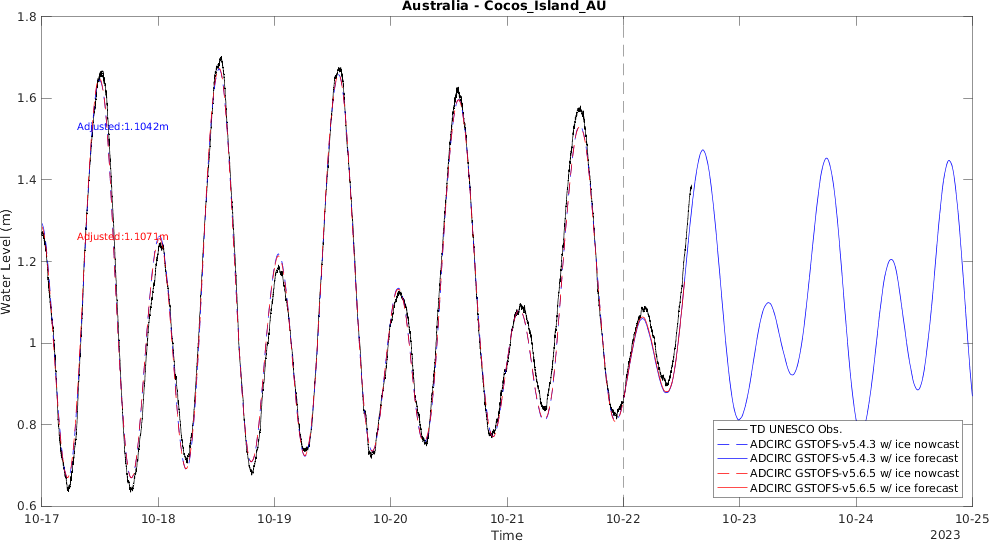 Australia - Cocos_Island_AU
1.8
1.6
1.4
1.2
1
0.8
0.6
Water Level (m)
Adjusted:1.1042m
Adjusted:1.1071m
TD UNESCO Obs.
ADCIRC GSTOFS-v5.4.3 w/ ice nowcast
ADCIRC GSTOFS-v5.4.3 w/ ice forecast
ADCIRC GSTOFS-v5.6.5 w/ ice nowcast
ADCIRC GSTOFS-v5.6.5 w/ ice forecast
10-17 10-18 10-19 10-20 10-21 10-22 10-23 10-24 10-25
Time
2023